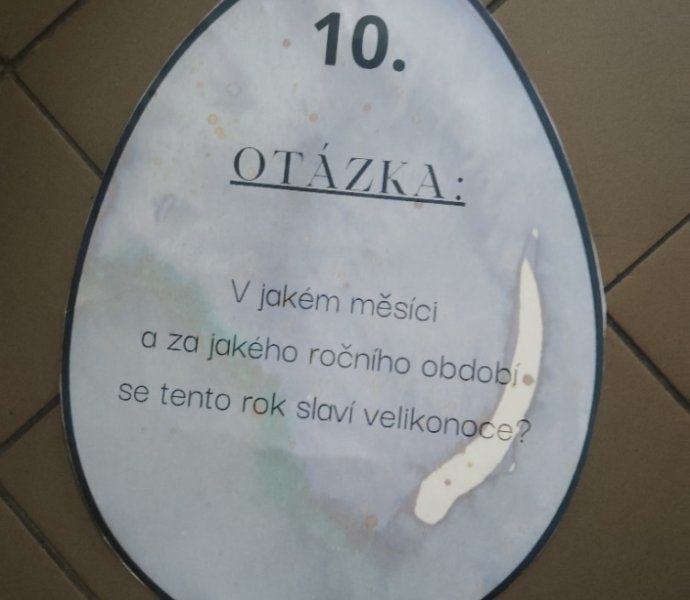 10.
OTÁZKA:
V jakém měsíci
a za jakého ročního období
se tento rok slaví velikonoce?